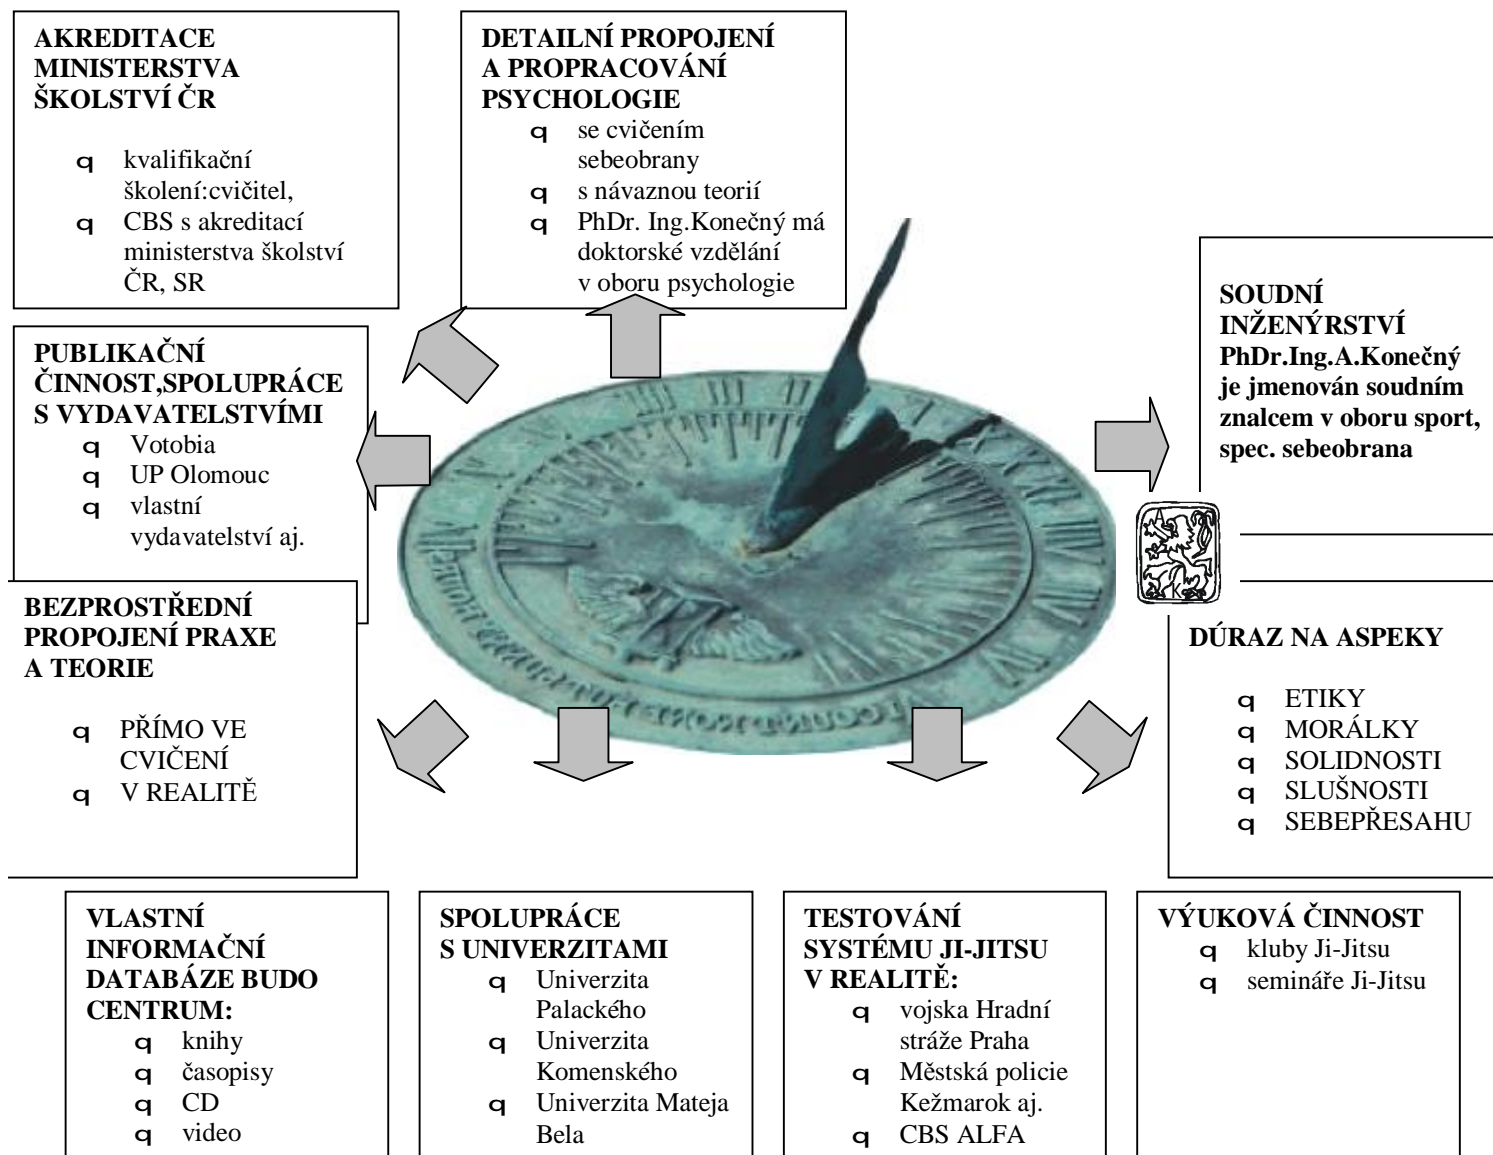 AKREDITACE
MINISTERSTVA
ŠKOLSTVÍ ČR
q kvalifikační
školení:cvičitel,
q CBS s akreditací
ministerstva školství
ČR, SR
DETAILNÍ PROPOJENÍ
A PROPRACOVÁNÍ
PSYCHOLOGIE
q se cvičením
sebeobrany
q s návaznou teorií
q PhDr. Ing.Konečný má
doktorské vzdělání
v oboru psychologie
SOUDNÍ
INŽENÝRSTVÍ
PhDr.Ing.A.Konečný
je jmenován soudním
znalcem v oboru sport,
spec. sebeobrana
PUBLIKAČNÍ
ČINNOST,SPOLUPRÁCE
S VYDAVATELSTVÍMI
q Votobia
q UP Olomouc
q vlastní
vydavatelství aj.
BEZPROSTŘEDNÍ
PROPOJENÍ PRAXE
A TEORIE
q PŘÍMO VE
CVIČENÍ
q V REALITĚ
DÚRAZ NA ASPEKY
q ETIKY
q MORÁLKY
q SOLIDNOSTI
q SLUŠNOSTI
q SEBEPŘESAHU
VLASTNÍ
INFORMAČNÍ
DATABÁZE BUDO
CENTRUM:
q knihy
q časopisy
q CD
q video
SPOLUPRÁCE
S UNIVERZITAMI
q Univerzita
Palackého
q Univerzita
Komenského
q Univerzita Mateja
Bela
TESTOVÁNÍ
SYSTÉMU JI-JITSU
V REALITĚ:
q vojska Hradní
stráže Praha
q Městská policie
Kežmarok aj.
q CBS ALFA
VÝUKOVÁ ČINNOST
q kluby Ji-Jitsu
q semináře Ji-Jitsu